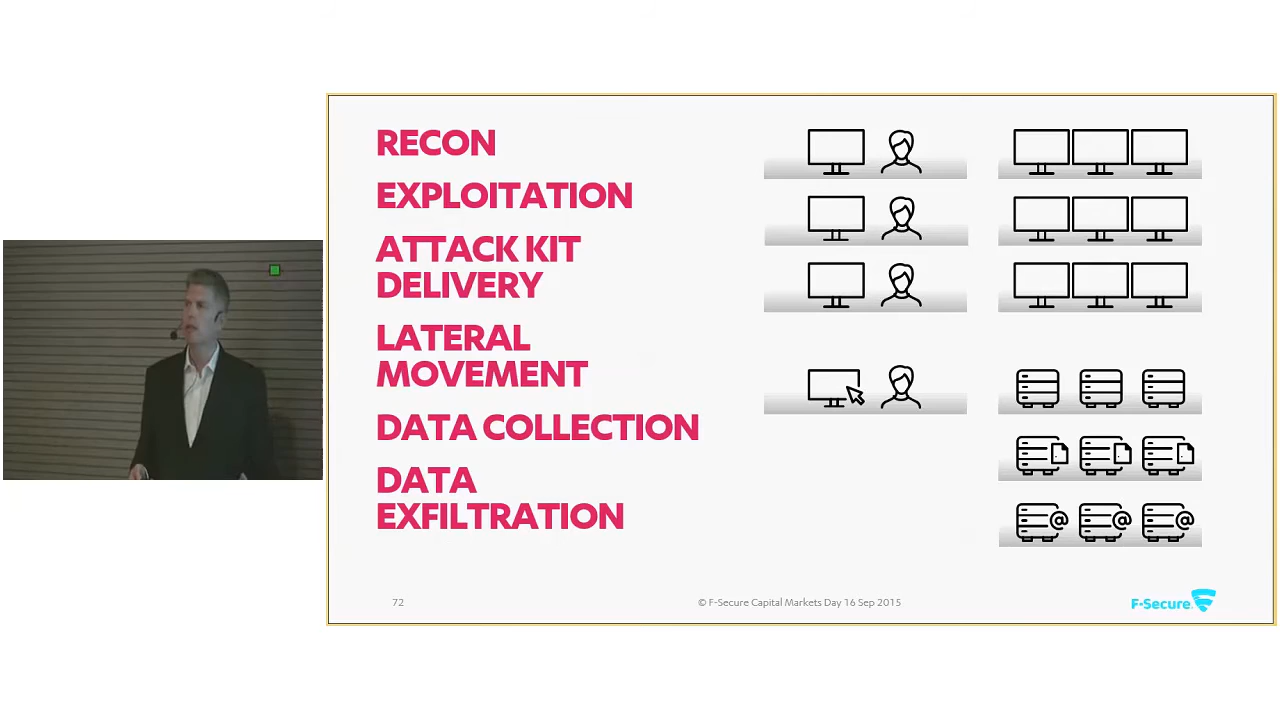 RECON
EXPLOITATION
ATTACK KIT
DELIVERY
LATERAL
MOVEMENT
DATA COLLECTION
DATA
EXFILTRATION
@ @ @
72
© F-Secure Capital Markets Day 16 Sep 2015
F-Secure